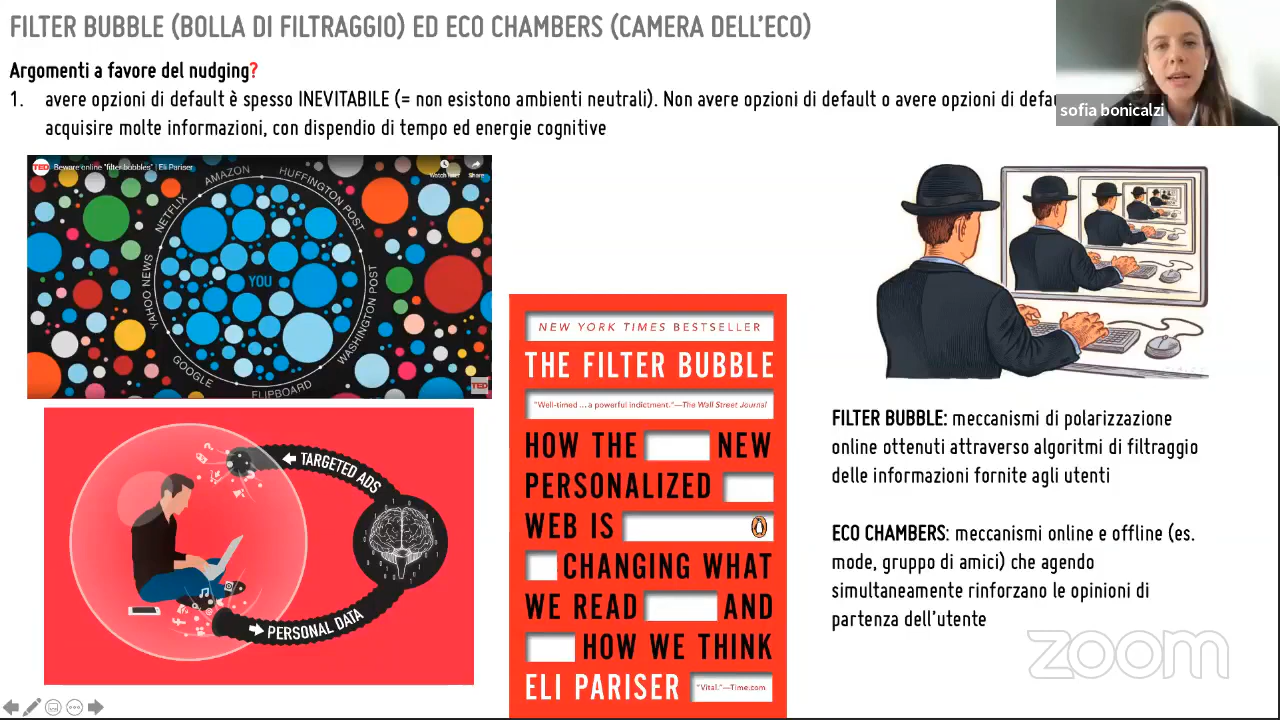 FILTER BUBBLE (BOLLA DI FILTRAGGIO) ED ECO CHAMBERS (CAMERA DELL'ECO)
sofia bonicalzi
Argomenti a favore del nudging?
1. avere opzioni di default è spesso INEVITABILE (= non esistono ambienti neutrali). Non avere opzioni di default o avere opzioni di
acquisire molte informazioni, con dispendio di tempo ed energie cognitive
TED
Beware online "filter bubbles" | Eli Pariser
Watch later
Share
AMAZON
HUFFINGTON POST
NETFLIX
YAHOO NEWS
YOU
WASHINGTON POST
GOOGLE
FLIPBOARD
TED
TARGETED ADS
PERSONAL DATA
NEW YORK TIMES BESTSELLER
THE FILTER BUBBLE
"Well-timed ... a powerful indictment."—The Wall Street Journal
HOW THE NEW
PERSONALIZED
WEB IS
CHANGING WHAT
WE READ AND
HOW WE THINK
ELI PARISER
"Vital."—Time.com
FILTER BUBBLE: meccanismi di polarizzazione
online ottenuti attraverso algoritmi di filtraggio
delle informazioni fornite agli utenti
ECO CHAMBERS: meccanismi online e offline (es.
mode, gruppo di amici) che agendo
simultaneamente rinforzano le opinioni di
partenza dell'utente
zoom